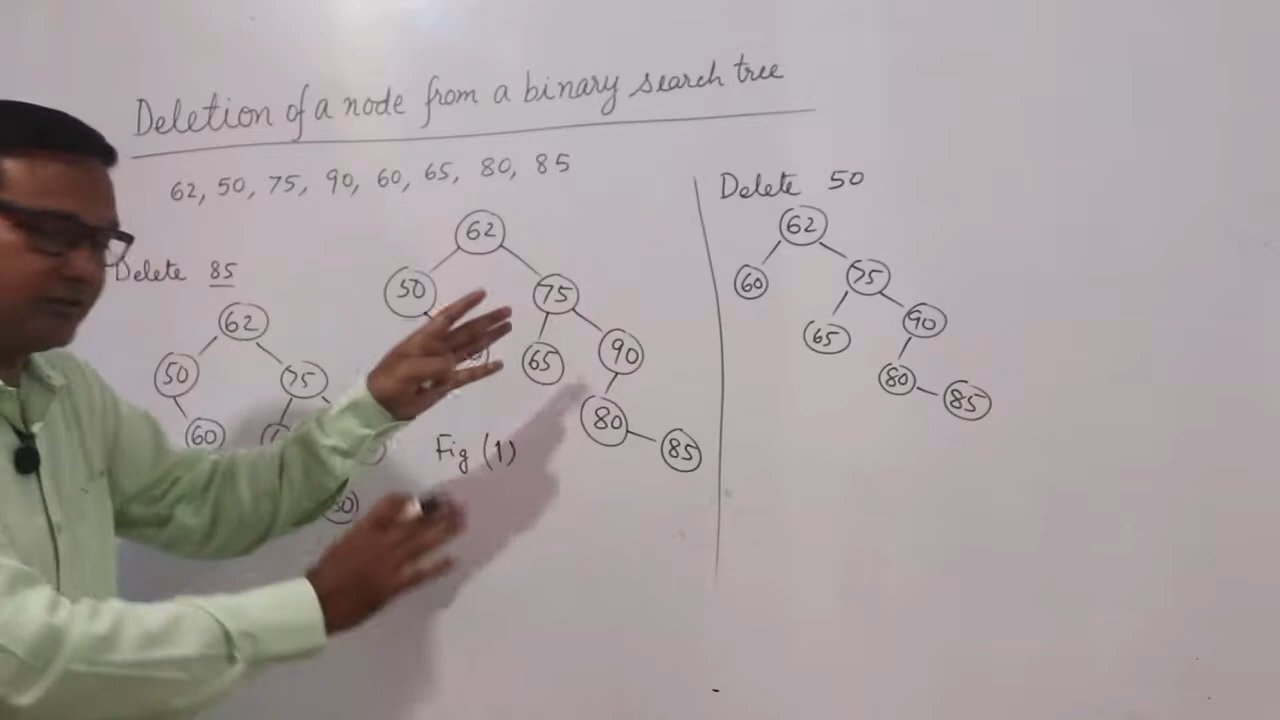 Deletion of a node from a binary search tree
62, 50, 75, 90, 60, 65, 80, 85
Delete 85
62
50 75
60
62
50 75
65 90
80 85
Fig (1)
Delete 50
62
60 75
65 90
80 85